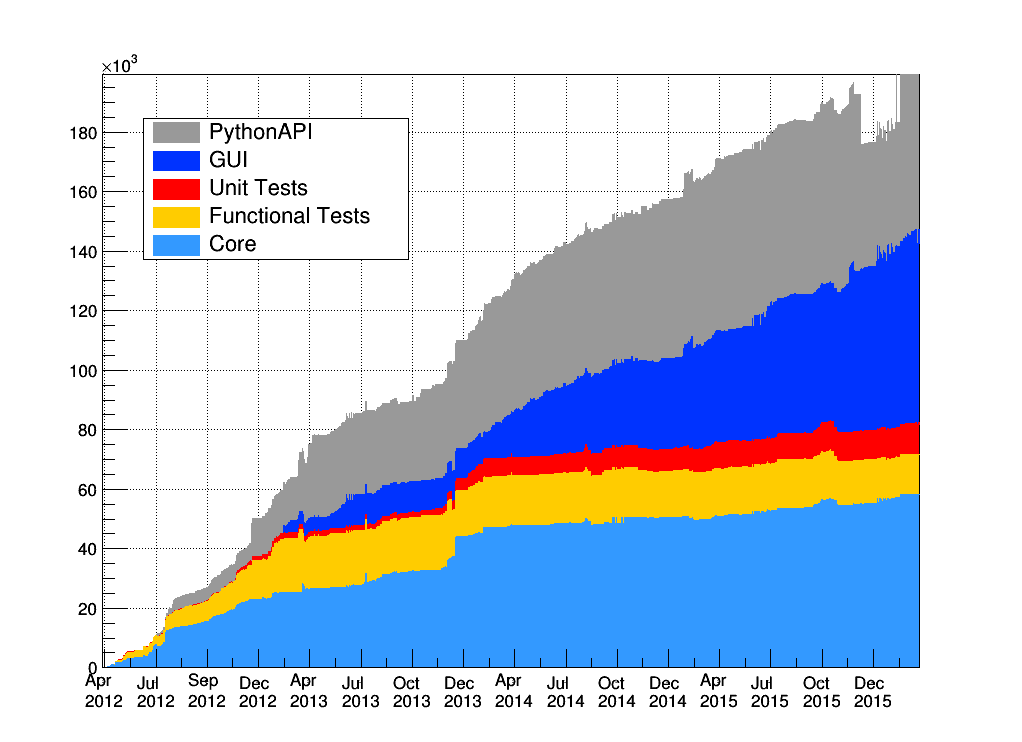 ×10³
180
160
140
120
100
80
60
40
20
0
PythonAPI
GUI
Unit Tests
Functional Tests
Core
Apr Jul Sep Dec Apr Jul Oct Dec Apr Jul Oct Dec Apr Jul Oct Dec
2012 2012 2012 2012 2013 2013 2013 2013 2014 2014 2014 2014 2015 2015 2015 2015